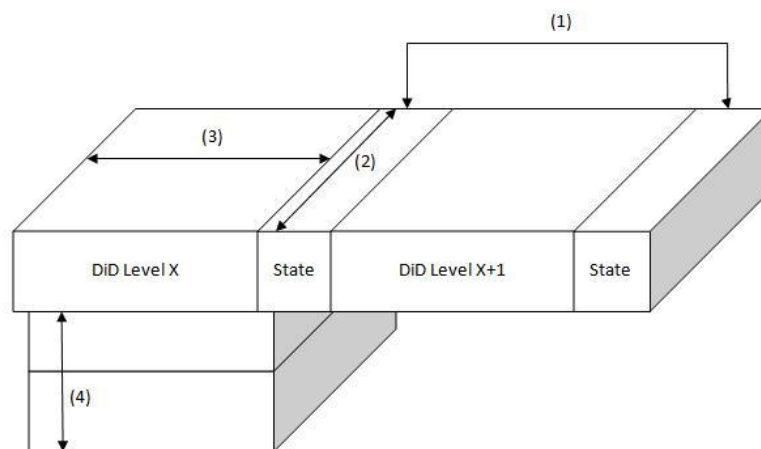 (1)
(3)
(2)
DiD Level X
State
DiD Level X+1
State
(4)